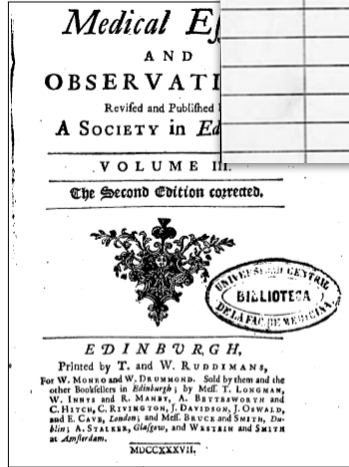 Medical Eſ
AND
OBSERVATI
Reviſed and Publiſhed
A SOCIETY in Ed
VOLUME III.
The Second Edition corrected.
UNIVERSIDAD CENTRAL
BIBLIOTECA
DE LA FAC. DE MEDICINA
EDINBURGH,
Printed by T. and W. RUDDIMANS,
For W. MONRO and W. DRUMMOND. Sold by them and the
other Bookſellers in Edinburgh; by Meſſ. T. LONGMAN,
W. INNYS and R. MANBY, A. BETTESWORTH and
C. HITCH, C. RIVINGTON, J. DAVIDSON, J. OSWALD,
and E. CAVE, London; and Meſſ. BRUCE and SMITH, Du-
blin; A. STALKER, Glaſgow, and WETSTEIN and SMITH
at Amſterdam.
MDCCXXXVII.